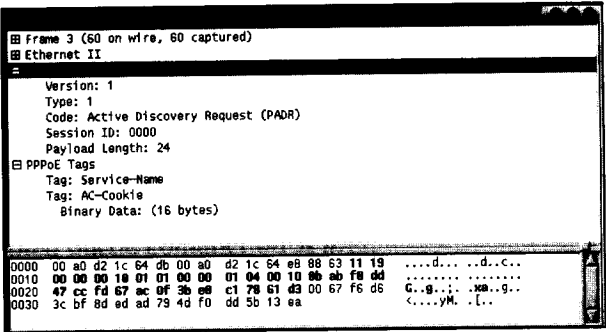 Frame 3 (60 on wire, 60 captured)
Ethernet II
Version: 1
Type: 1
Code: Active Discovery Request (PADR)
Session ID: 0000
Payload Length: 24
PPPoE Tags
Tag: Service-Name
Tag: AC-Cookie
Binary Data: (16 bytes)
0000 00 a0 d2 1c 64 db 00 a0 d2 1c 64 e8 88 63 11 19 ....d... ..d..c..
0010 00 00 00 18 01 01 00 00 01 04 00 10 8b ab f8 dd ........ ........
0020 47 cc fd 67 ac 0f 3b e8 c1 78 61 d3 00 67 f6 d6 G..g..;. .xa..g..
0030 3c bf 8d ed ad 79 4d f0 dd 5b 13 ea <....yM. .[..